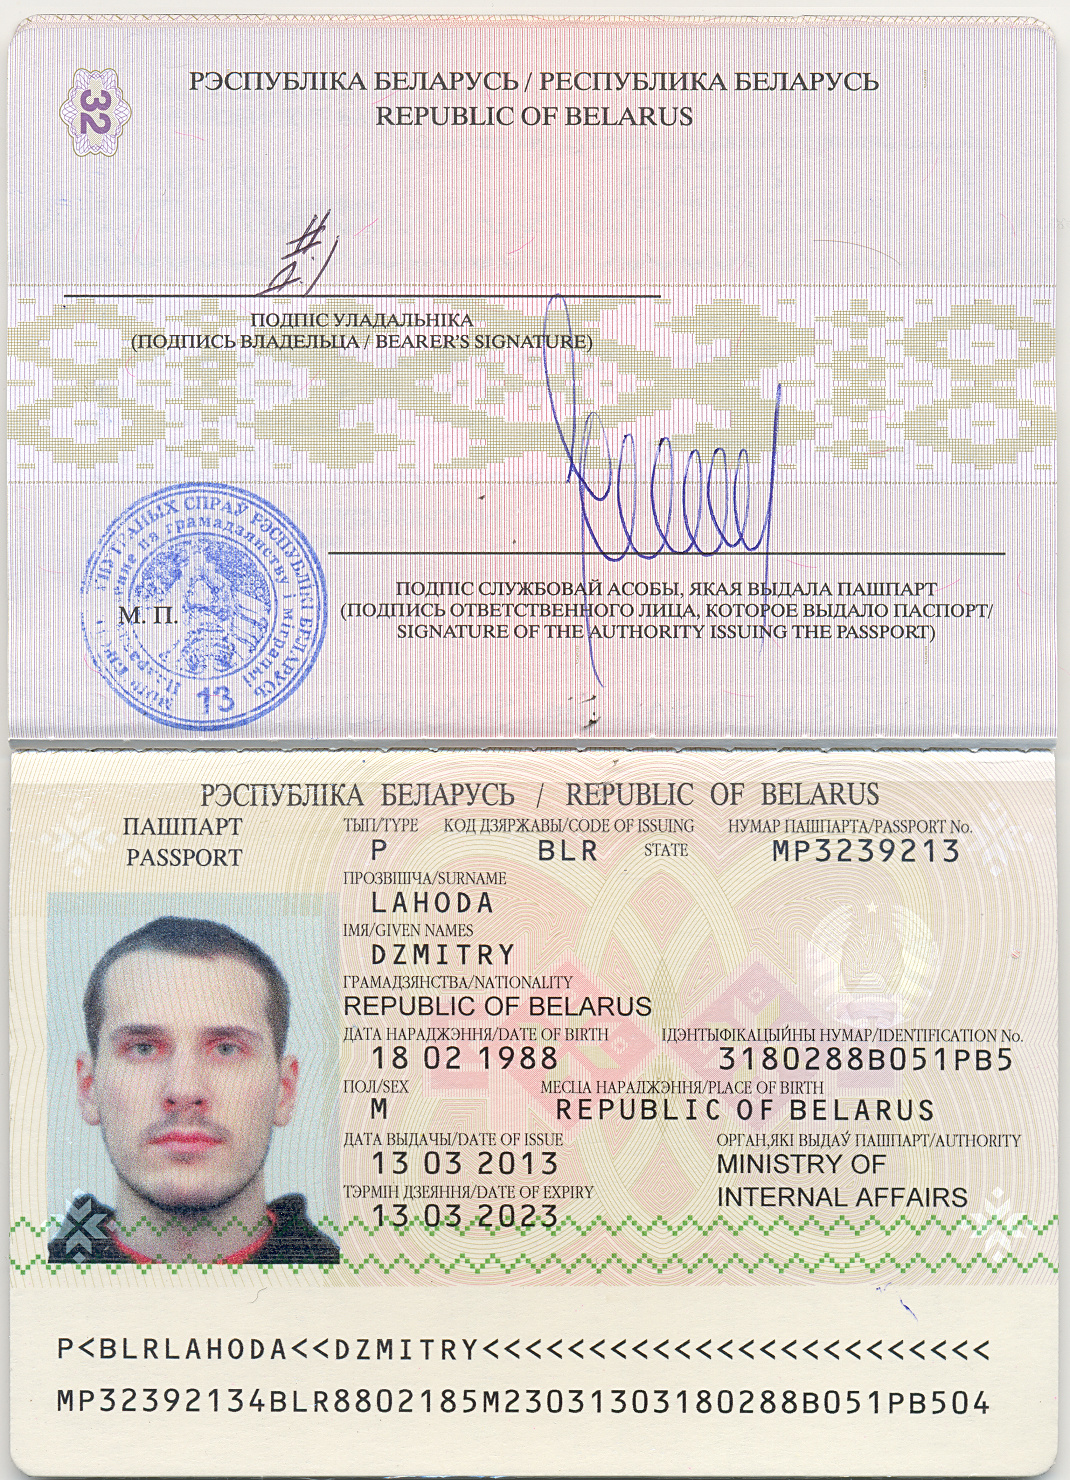 32
РЭСПУБЛІКА БЕЛАРУСЬ / РЕСПУБЛИКА БЕЛАРУСЬ
REPUBLIC OF BELARUS
ПОДПІС УЛАДАЛЬНІКА
(ПОДПИСЬ ВЛАДЕЛЬЦА / BEARER'S SIGNATURE)
УНУТРАНЫХ СПРАЎ РЭСПУБЛІКІ БЕЛАРУСЬ
па грамадзянству і міграцыі
13
М. П.
ПОДПІС СЛУЖБОВАЙ АСОБЫ, ЯКАЯ ВЫДАЛА ПАШПАРТ
(ПОДПИСЬ ОТВЕТСТВЕННОГО ЛИЦА, КОТОРОЕ ВЫДАЛО ПАСПОРТ/
SIGNATURE OF THE AUTHORITY ISSUING THE PASSPORT)
РЭСПУБЛІКА БЕЛАРУСЬ / REPUBLIC OF BELARUS
ПАШПАРТ
PASSPORT
ТЫП/TYPE КОД ДЗЯРЖАВЫ/CODE OF ISSUING STATE НУМАР ПАШПАРТА/PASSPORT No.
P BLR MP3239213
ПРОЗВІШЧА/SURNAME
LAHODA
ІМЯ/GIVEN NAMES
DZMITRY
ГРАМАДЗЯНСТВА/NATIONALITY
REPUBLIC OF BELARUS
ДАТА НАРАДЖЭННЯ/DATE OF BIRTH ІДЭНТЫФІКАЦЫЙНЫ НУМАР/IDENTIFICATION No.
18 02 1988 3180288B051PB5
ПОЛ/SEX МЕСЦА НАРАДЖЭННЯ/PLACE OF BIRTH
M REPUBLIC OF BELARUS
ДАТА ВЫДАЧЫ/DATE OF ISSUE ОРГАН,ЯКІ ВЫДАЎ ПАШПАРТ/AUTHORITY
13 03 2013 MINISTRY OF
ТЭРМІН ДЗЕЯННЯ/DATE OF EXPIRY INTERNAL AFFAIRS
13 03 2023
P<BLRLAHODA<<DZMITRY<<<<<<<<<<<<<<<<<<<<<<<<
MP32392134BLR8802185M23031303180288B051PB504